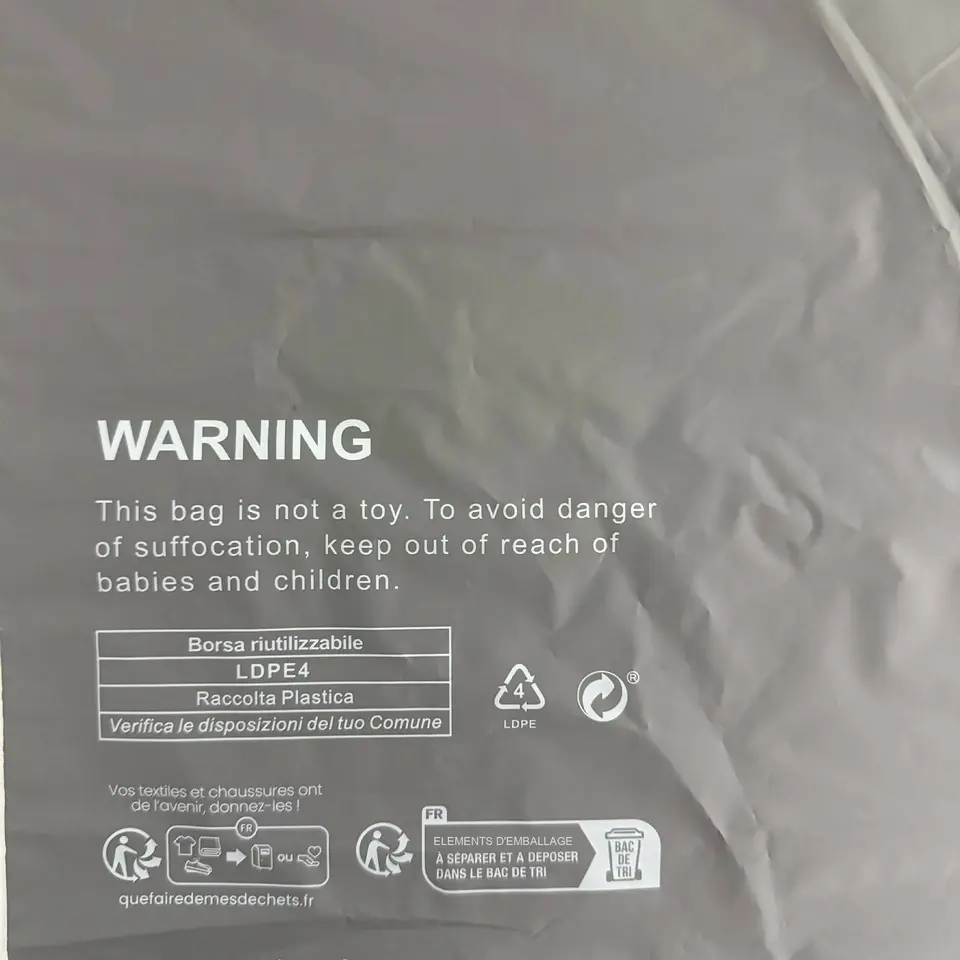 WARNING
This bag is not a toy. To avoid danger
of suffocation, keep out of reach of
babies and children.
Borsa riutilizzabile
LDPE4
Raccolta Plastica
Verifica le disposizioni del tuo Comune
4
LDPE
®
Vos textiles et chaussures ont
de l'avenir, donnez-les !
FR
OU
quefairedemesdechets.fr
FR
ELEMENTS D'EMBALLAGE
À SÉPARER ET A DEPOSER
DANS LE BAC DE TRI
BAC
DE
TRI